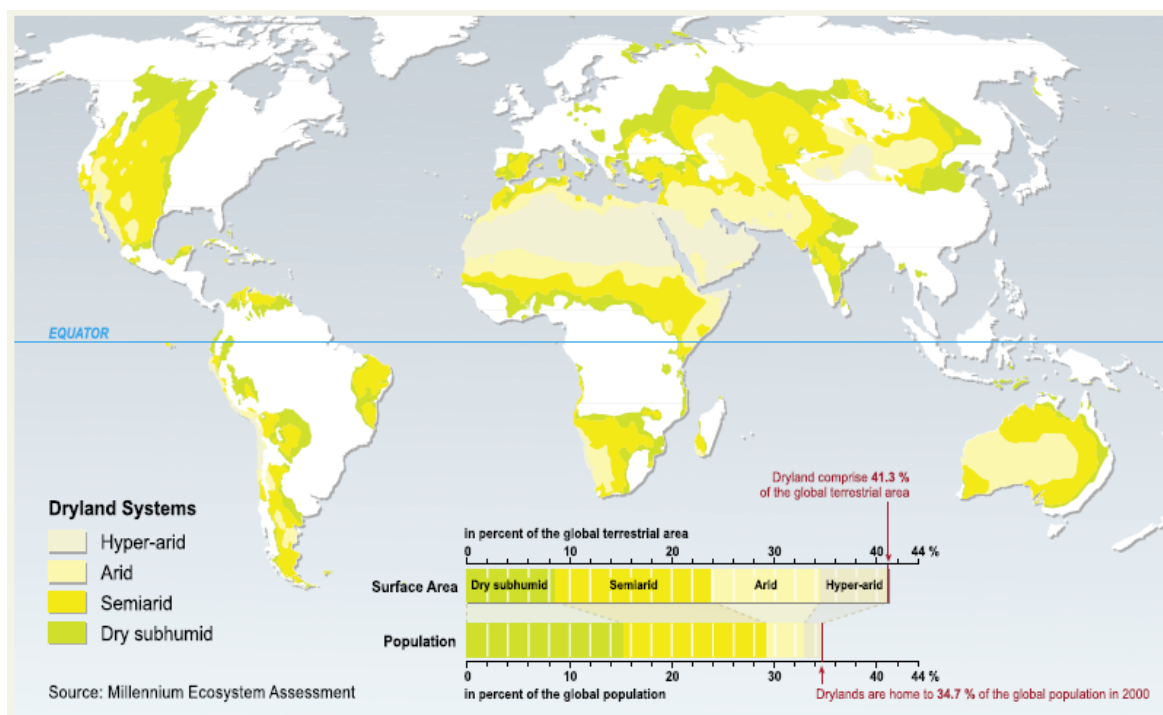 EQUATOR
Dryland Systems
Hyper-arid
Arid
Semiarid
Dry subhumid
Source: Millennium Ecosystem Assessment
Dryland comprise 41.3 %
of the global terrestrial area
in percent of the global terrestrial area
0 10 20 30 40 44 %
Surface Area Dry subhumid Semiarid Arid Hyper-arid
Population
0 10 20 30 40 44 %
in percent of the global population
Drylands are home to 34.7 % of the global population in 2000